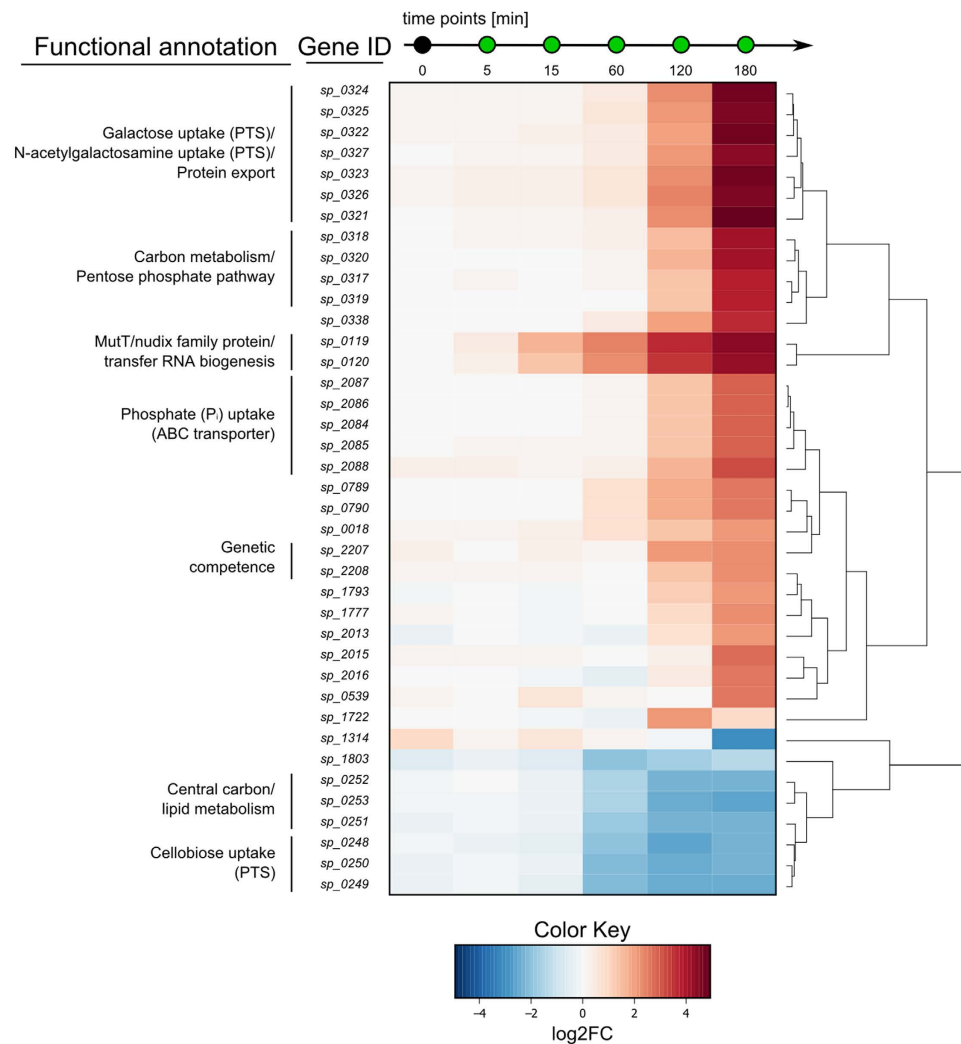 time points [min]
Functional annotation Gene ID
0 5 15 60 120 180
sp_0324
sp_0325
Galactose uptake (PTS)/
sp_0322
N-acetylgalactosamine uptake (PTS)/
sp_0327
Protein export
sp_0323
sp_0326
sp_0321
sp_0318
Carbon metabolism/
sp_0320
Pentose phosphate pathway
sp_0317
sp_0319
sp_0338
MutT/nudix family protein/
sp_0119
transfer RNA biogenesis
sp_0120
sp_2087
sp_2086
Phosphate (Pᵢ) uptake
sp_2084
(ABC transporter)
sp_2085
sp_2088
sp_0789
sp_0790
sp_0018
Genetic
sp_2207
competence
sp_2208
sp_1793
sp_1777
sp_2013
sp_2015
sp_2016
sp_0539
sp_1722
sp_1314
sp_1803
Central carbon/
sp_0252
lipid metabolism
sp_0253
sp_0251
Cellobiose uptake
sp_0248
(PTS)
sp_0250
sp_0249
Color Key
-4 -2 0 2 4
log2FC